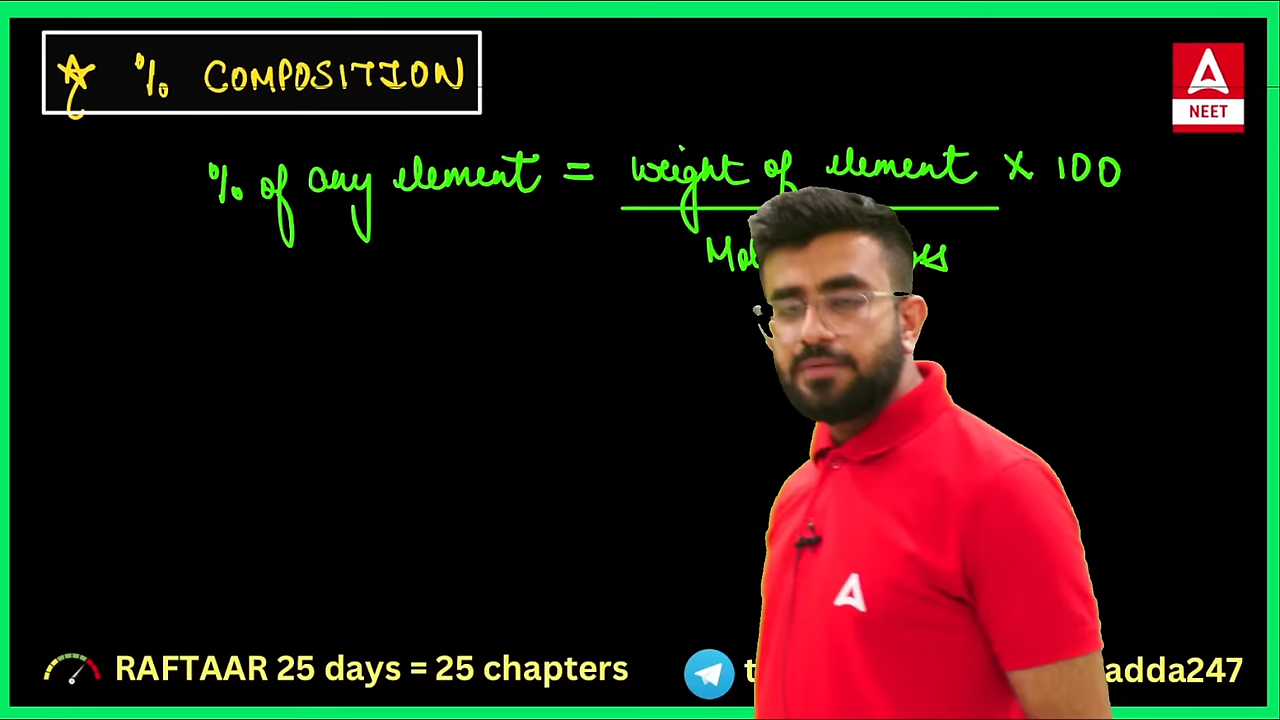 % COMPOSITION
NEET
% of any element = weight of element × 100
RAFTAAR 25 days = 25 chapters
adda247